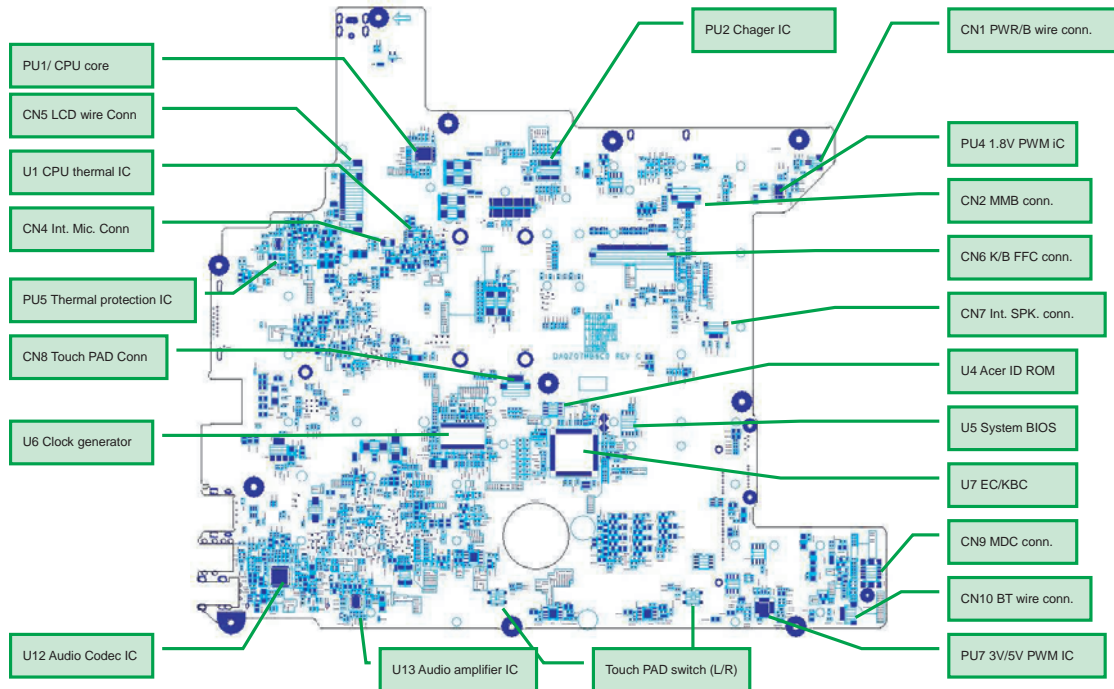 PU2 Chager IC
CN1 PWR/B wire conn.
PU1/ CPU core
CN5 LCD wire Conn
U1 CPU thermal IC
CN4 Int. Mic. Conn
PU5 Thermal protection IC
CN8 Touch PAD Conn
U6 Clock generator
U12 Audio Codec IC
PU4 1.8V PWM iC
CN2 MMB conn.
CN6 K/B FFC conn.
CN7 Int. SPK. conn.
U4 Acer ID ROM
U5 System BIOS
U7 EC/KBC
CN9 MDC conn.
CN10 BT wire conn.
PU7 3V/5V PWM IC
U13 Audio amplifier IC
Touch PAD switch (L/R)